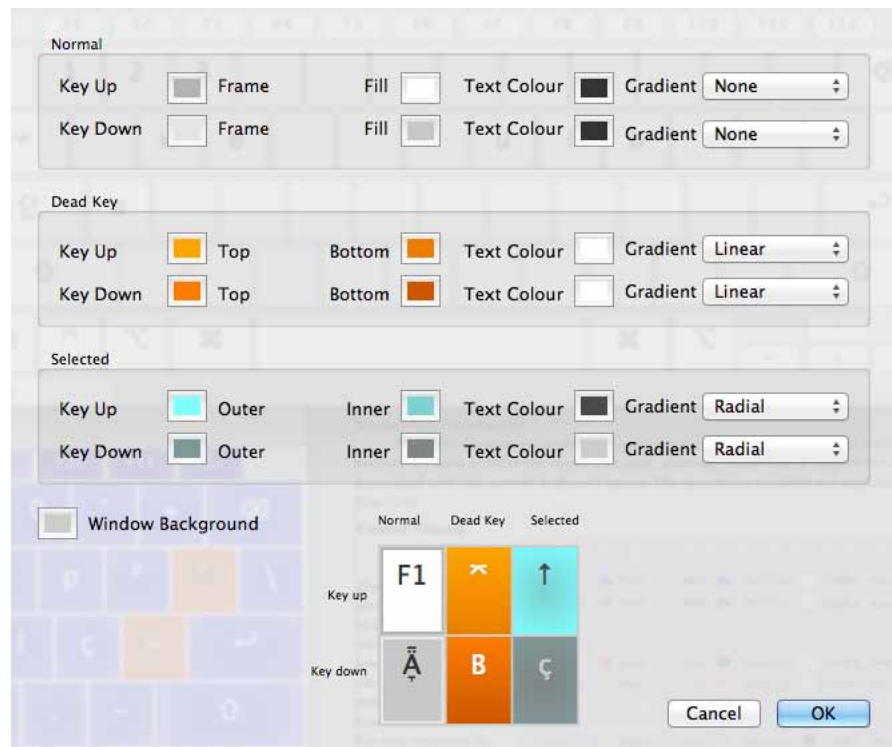 Normal
Key Up Frame Fill Text Colour Gradient None
Key Down Frame Fill Text Colour Gradient None
Dead Key
Key Up Top Bottom Text Colour Gradient Linear
Key Down Top Bottom Text Colour Gradient Linear
Selected
Key Up Outer Inner Text Colour Gradient Radial
Key Down Outer Inner Text Colour Gradient Radial
Window Background
Normal Dead Key Selected
Key up F1 ↑
Key down B ç
Cancel OK